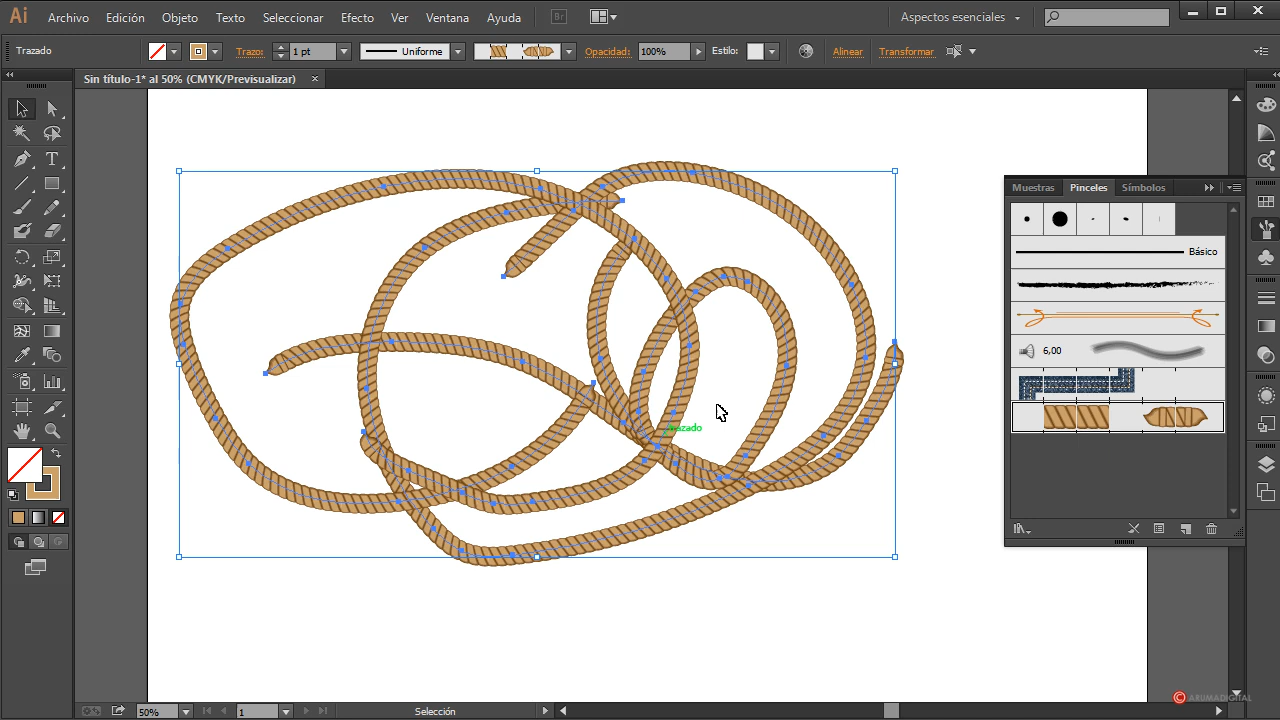 Ai Archivo Edición Objeto Texto Seleccionar Efecto Ver Ventana Ayuda Br Aspectos esenciales
Trazado Trazo: 1 pt Uniforme Opacidad: 100% Estilo: Alinear Transformar
Sin título-1* al 50% (CMYK/Previsualizar) ×
Muestras Pinceles Símbolos
Básico
6,00
Trazado
© ARUMADIGITAL
50% 1 Selección